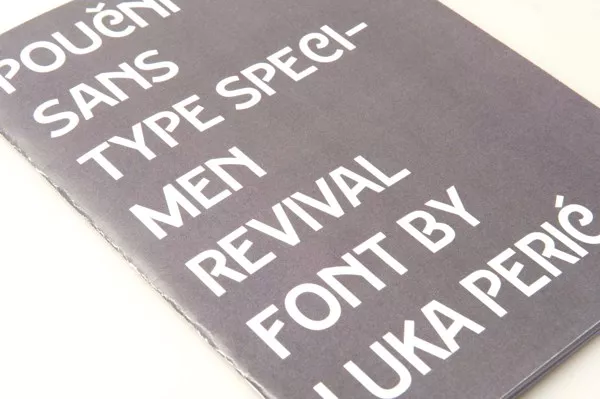 POUČNI
SANS
TYPE SPECI–
MEN
REVIVAL
FONT BY
LUKA PERIĆ